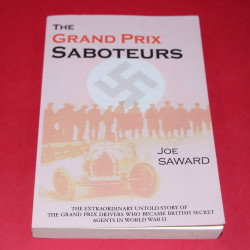 THE
GRAND PRIX
SABOTEURS
JOE
SAWARD
THE EXTRAORDINARY UNTOLD STORY OF
THE GRAND PRIX DRIVERS WHO BECAME BRITISH SECRET
AGENTS IN WORLD WAR II